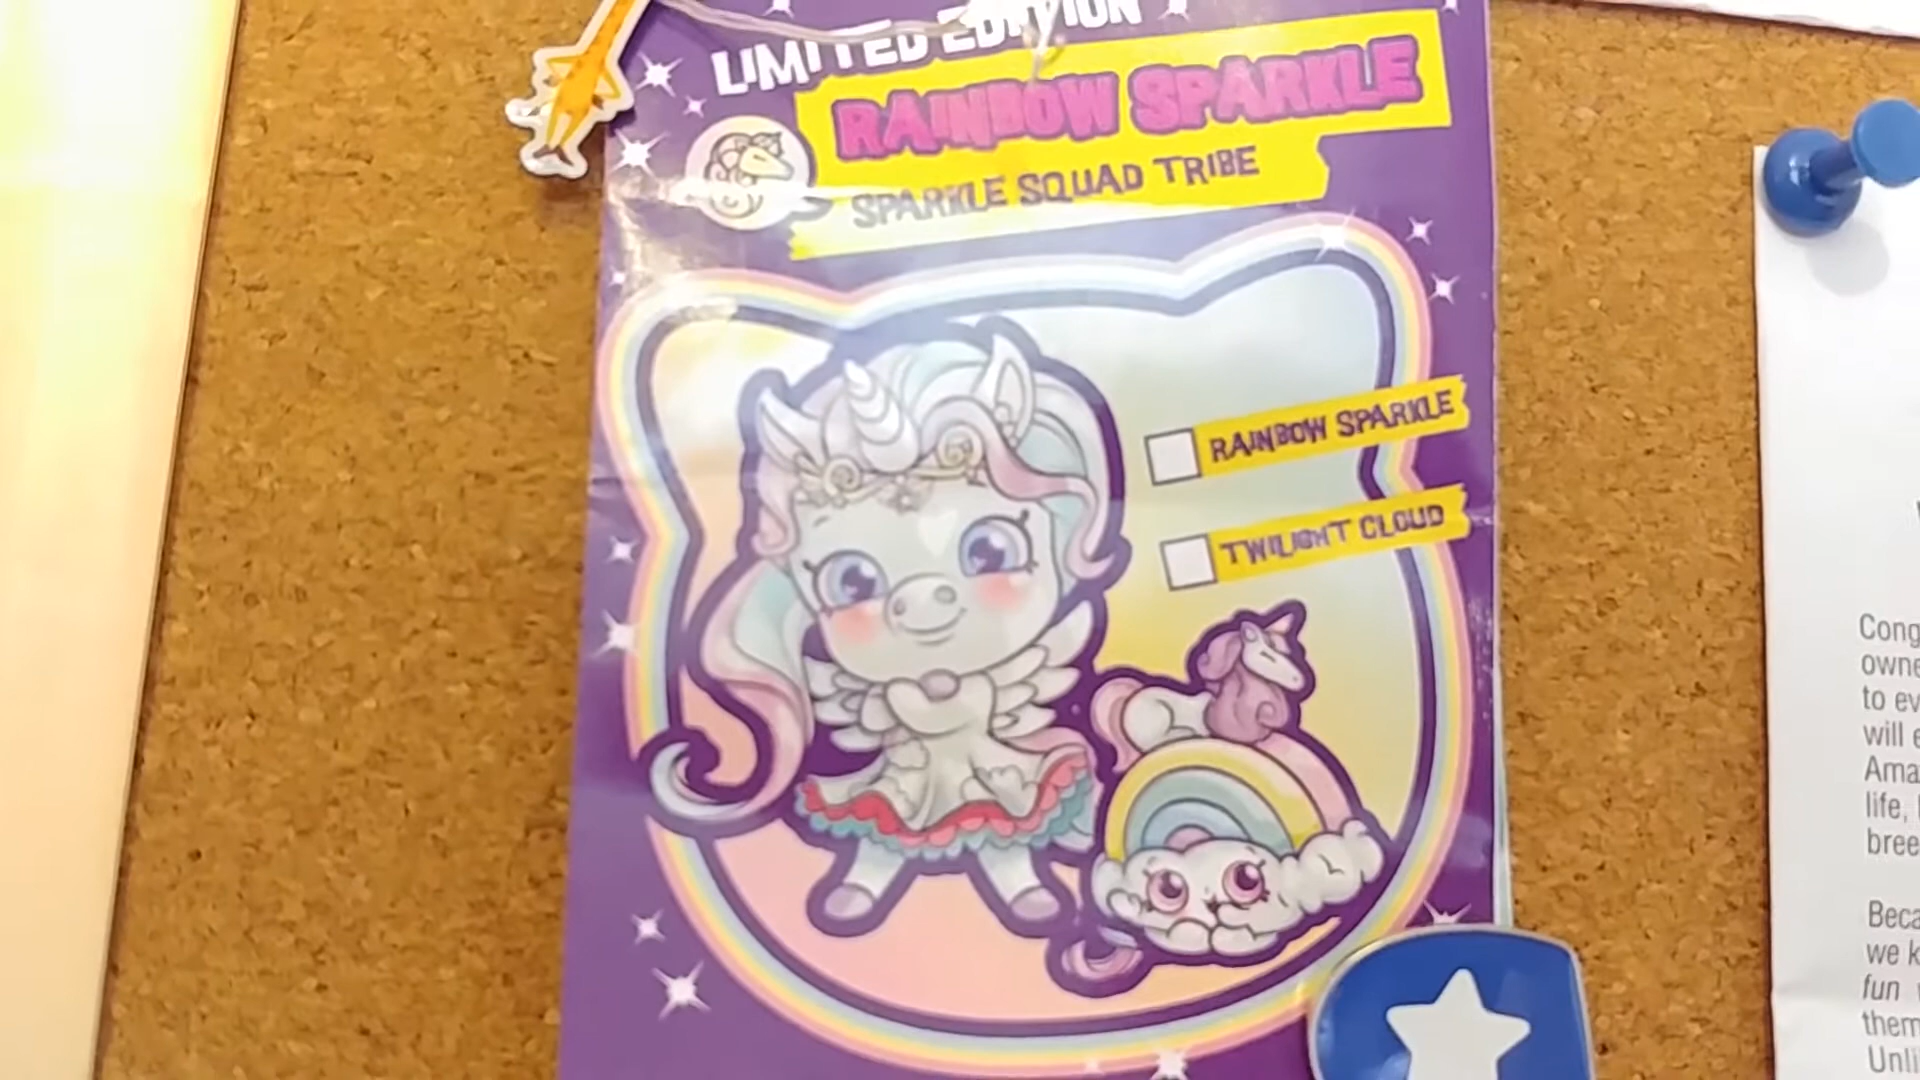 LIMITED EDITION
RAINBOW SPARKLE
SPARKLE SQUAD TRIBE
RAINBOW SPARKLE
TWILIGHT CLOUD
Cong
owne
to ev
will e
Ama
life,
bree
Beca
we k
fun
them
Unli